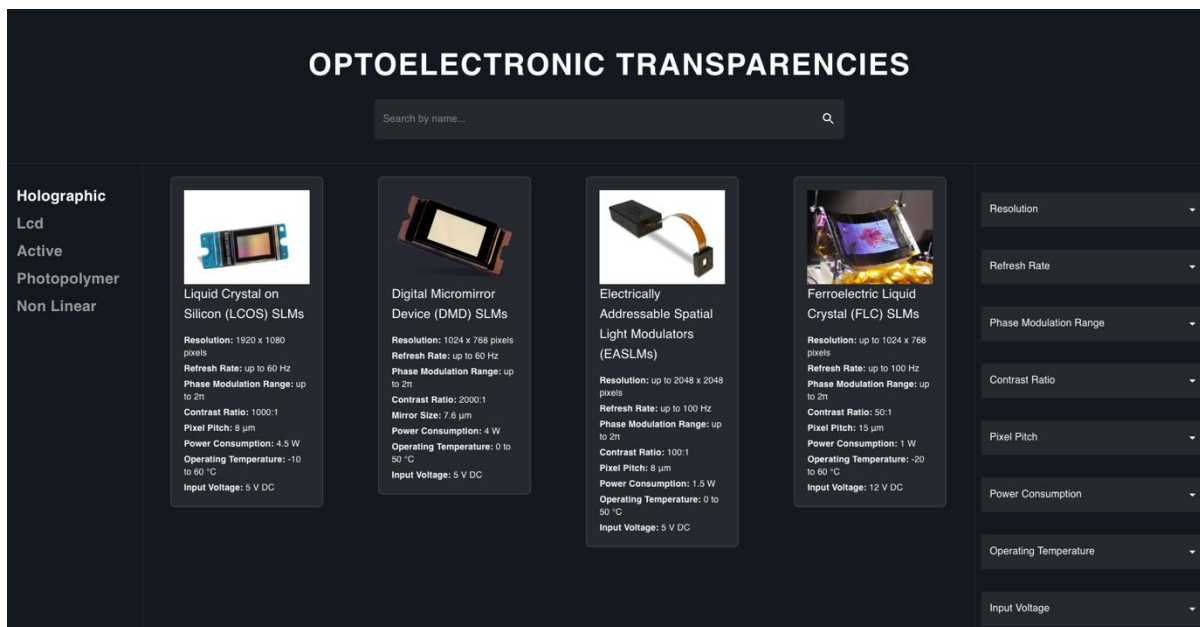 OPTOELECTRONIC TRANSPARENCIES
Search by name...
Holographic
Lcd
Active
Photopolymer
Non Linear
Liquid Crystal on
Silicon (LCOS) SLMs
Resolution: 1920 x 1080
pixels
Refresh Rate: up to 60 Hz
Phase Modulation Range: up
to 2π
Contrast Ratio: 1000:1
Pixel Pitch: 8 μm
Power Consumption: 4.5 W
Operating Temperature: -10
to 60 °C
Input Voltage: 5 V DC
Digital Micromirror
Device (DMD) SLMs
Resolution: 1024 x 768 pixels
Refresh Rate: up to 60 Hz
Phase Modulation Range: up
to 2π
Contrast Ratio: 2000:1
Mirror Size: 7.6 μm
Power Consumption: 4 W
Operating Temperature: 0 to
50 °C
Input Voltage: 5 V DC
Electrically
Addressable Spatial
Light Modulators
(EASLMs)
Resolution: up to 2048 x 2048
pixels
Refresh Rate: up to 100 Hz
Phase Modulation Range: up
to 2π
Contrast Ratio: 100:1
Pixel Pitch: 8 μm
Power Consumption: 1.5 W
Operating Temperature: 0 to
50 °C
Input Voltage: 5 V DC
Ferroelectric Liquid
Crystal (FLC) SLMs
Resolution: up to 1024 x 768
pixels
Refresh Rate: up to 100 Hz
Phase Modulation Range: up
to 2π
Contrast Ratio: 50:1
Pixel Pitch: 15 μm
Power Consumption: 1 W
Operating Temperature: -20
to 60 °C
Input Voltage: 12 V DC
Resolution
Refresh Rate
Phase Modulation Range
Contrast Ratio
Pixel Pitch
Power Consumption
Operating Temperature
Input Voltage